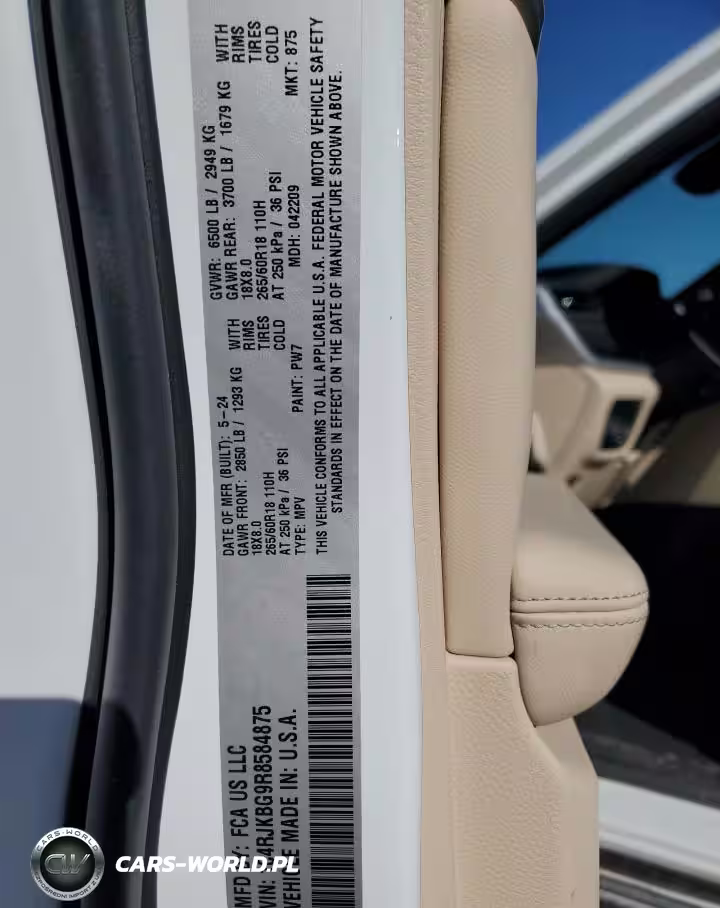 MFD BY: FCA US LLC
DATE OF MFR (BUILT): 5-24
GVWR: 6500 LB / 2949 KG
GAWR FRONT: 2850 LB / 1293 KG WITH
GAWR REAR: 3700 LB / 1679 KG WITH
18X8.0 RIMS
18X8.0 RIMS
265/60R18 110H TIRES
265/60R18 110H TIRES
AT 250 kPa / 36 PSI COLD
AT 250 kPa / 36 PSI COLD
VIN: 4RJKBG9R8584875
TYPE: MPV PAINT: PW7 MDH: 042209 MKT: 875
VEHICLE MADE IN: U.S.A.
THIS VEHICLE CONFORMS TO ALL APPLICABLE U.S.A. FEDERAL MOTOR VEHICLE SAFETY
STANDARDS IN EFFECT ON THE DATE OF MANUFACTURE SHOWN ABOVE.
CARS-WORLD
CW
CARS-WORLD.PL